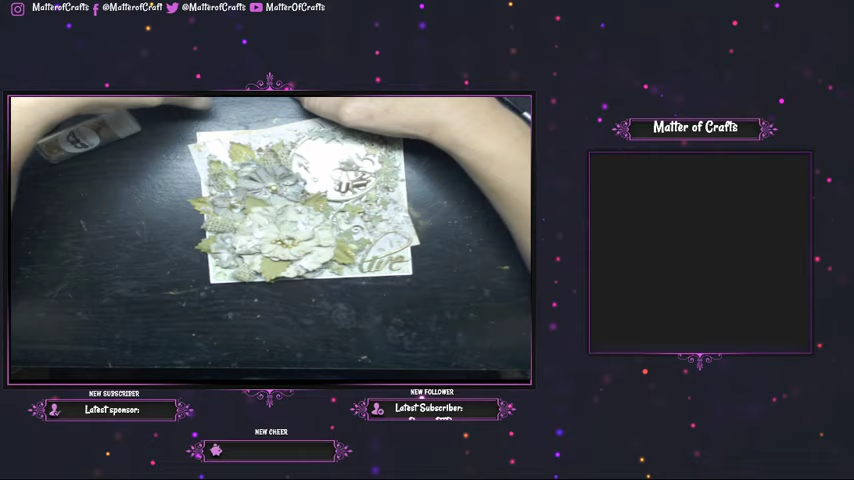 MatterofCrafts @MatterofCraft @MatterofCrafts MatterOfCrafts
Matter of Crafts
NEW SUBSCRIBER
Latest sponsor:
NEW FOLLOWER
Latest Subscriber:
NEW CHEER